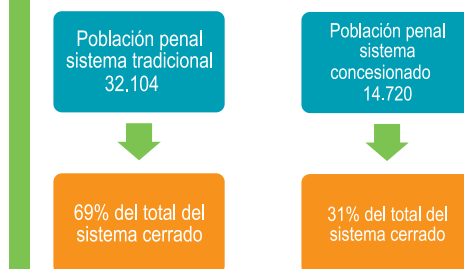 Población penal
sistema tradicional
32.104
Población penal
sistema
concesionado
14.720
69% del total del
sistema cerrado
31% del total del
sistema cerrado